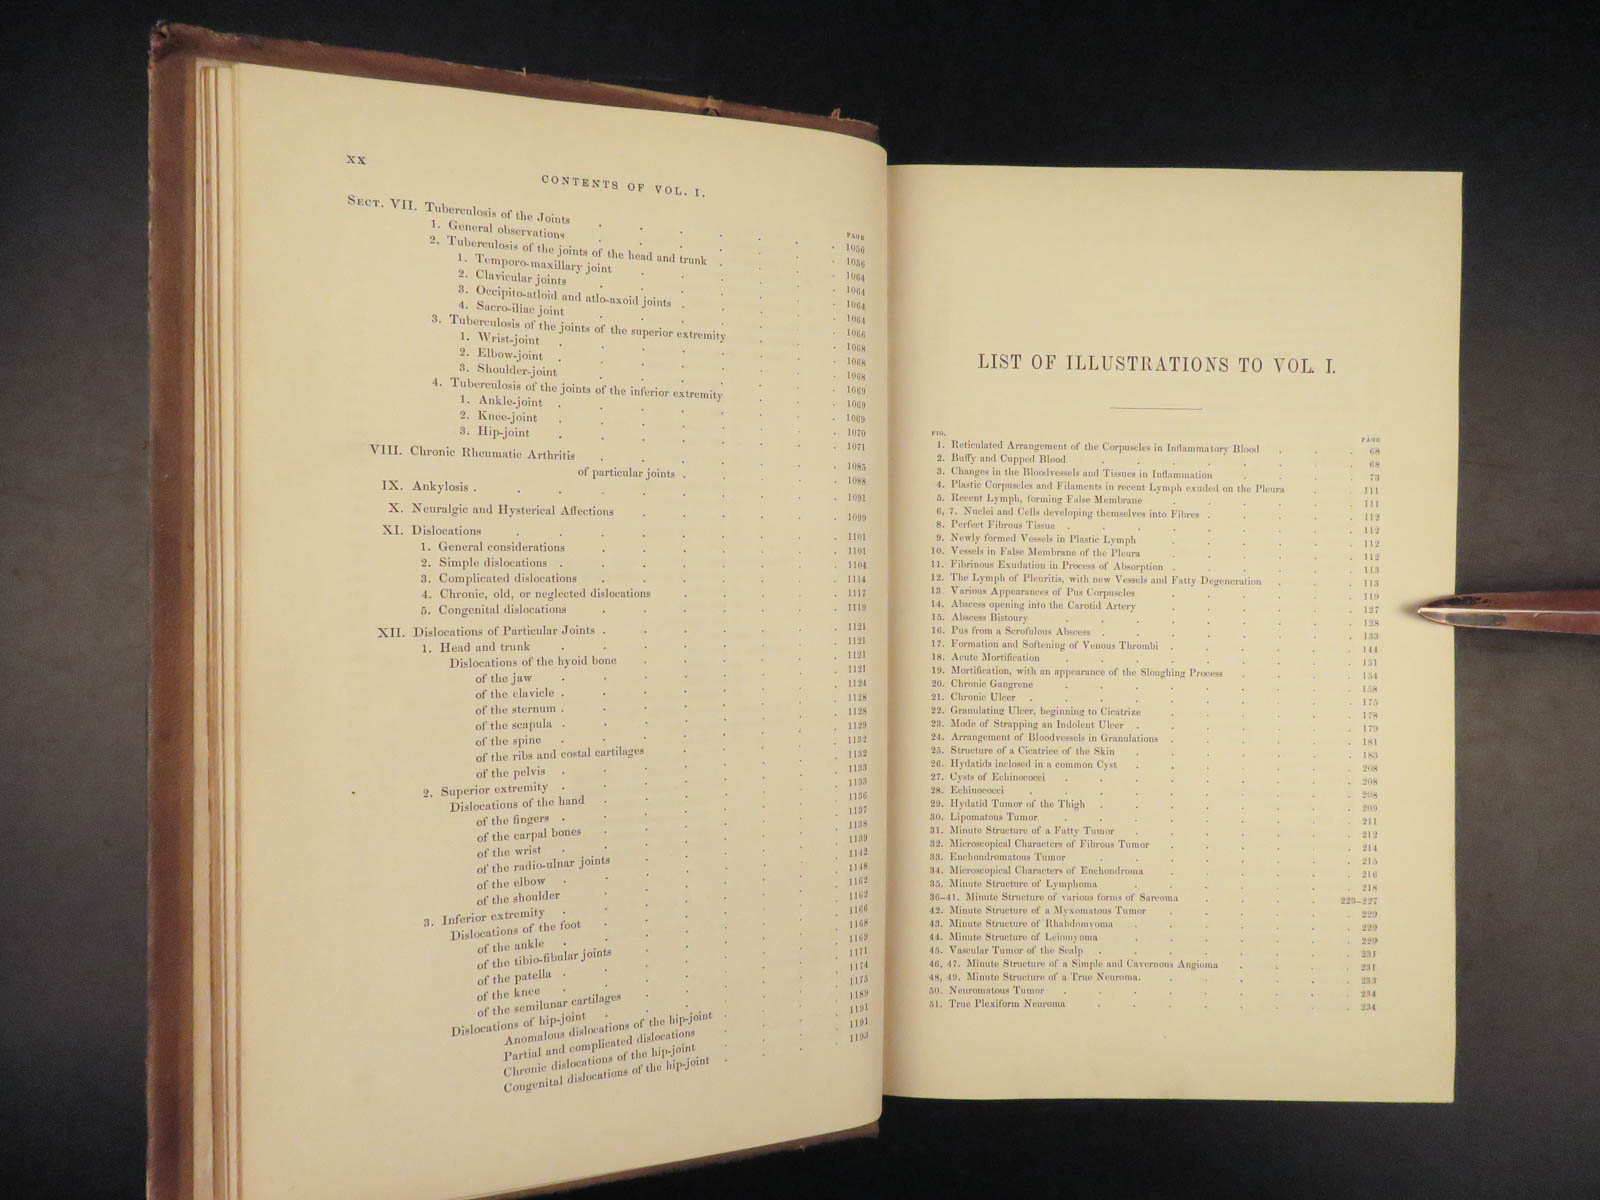 XX
CONTENTS OF VOL. I.
PAGE
SECT. VII. Tuberculosis of the Joints . . . . . 1056
1. General observations . . . . . 1056
2. Tuberculosis of the joints of the head and trunk . . . . 1064
1. Temporo-maxillary joint . . . . 1064
2. Clavicular joints . . . . 1064
3. Occipito-atloid and atlo-axoid joints . . . . 1064
4. Sacro-iliac joint . . . . 1066
3. Tuberculosis of the joints of the superior extremity . . . 1068
1. Wrist-joint . . . . 1068
2. Elbow-joint . . . . 1068
3. Shoulder-joint . . . . 1069
4. Tuberculosis of the joints of the inferior extremity . . . 1069
1. Ankle-joint . . . . 1069
2. Knee-joint . . . . 1070
3. Hip-joint . . . . 1071
VIII. Chronic Rheumatic Arthritis . . . . 1085
of particular joints . . . . 1088
IX. Ankylosis . . . . . 1091
X. Neuralgic and Hysterical Affections . . . . 1099
XI. Dislocations . . . . . 1101
1. General considerations . . . . 1101
2. Simple dislocations . . . . 1104
3. Complicated dislocations . . . . 1114
4. Chronic, old, or neglected dislocations . . . . 1117
5. Congenital dislocations . . . . 1119
XII. Dislocations of Particular Joints . . . . 1121
1. Head and trunk . . . . 1121
Dislocations of the hyoid bone . . . . 1121
of the jaw . . . . 1121
of the clavicle . . . . 1124
of the sternum . . . . 1128
of the scapula . . . . 1128
of the spine . . . . 1129
of the ribs and costal cartilages . . . . 1132
of the pelvis . . . . 1132
2. Superior extremity . . . . 1133
Dislocations of the hand . . . . 1133
of the fingers . . . . 1136
of the carpal bones . . . . 1137
of the wrist . . . . 1138
of the radio-ulnar joints . . . . 1139
of the elbow . . . . 1142
of the shoulder . . . . 1148
3. Inferior extremity . . . . 1162
Dislocations of the foot . . . . 1162
of the ankle . . . . 1166
of the tibio-fibular joints . . . . 1168
of the patella . . . . 1169
of the knee . . . . 1171
of the semilunar cartilages . . . . 1174
Dislocations of hip-joint . . . . 1175
Anomalous dislocations of the hip-joint . . . 1189
Partial and complicated dislocations . . . 1191
Chronic dislocations of the hip-joint . . . 1191
Congenital dislocations of the hip-joint . . . 1193
LIST OF ILLUSTRATIONS TO VOL. I.
FIG. PAGE
1. Reticulated Arrangement of the Corpuscles in Inflammatory Blood . . . 68
2. Buffy and Cupped Blood . . . . 68
3. Changes in the Bloodvessels and Tissues in Inflammation . . . . 73
4. Plastic Corpuscles and Filaments in recent Lymph exuded on the Pleura . . 111
5. Recent Lymph, forming False Membrane . . . . 111
6, 7. Nuclei and Cells developing themselves into Fibres . . . . 112
8. Perfect Fibrous Tissue . . . . 112
9. Newly formed Vessels in Plastic Lymph . . . . 112
10. Vessels in False Membrane of the Pleura . . . . 112
11. Fibrinous Exudation in Process of Absorption . . . . 113
12. The Lymph of Pleuritis, with new Vessels and Fatty Degeneration . . . 113
13. Various Appearances of Pus Corpuscles . . . . 119
14. Abscess opening into the Carotid Artery . . . . 127
15. Abscess Bistoury . . . . 128
16. Pus from a Scrofulous Abscess . . . . 133
17. Formation and Softening of Venous Thrombi . . . . 144
18. Acute Mortification . . . . 151
19. Mortification, with an appearance of the Sloughing Process . . . . 154
20. Chronic Gangrene . . . . 158
21. Chronic Ulcer . . . . 175
22. Granulating Ulcer, beginning to Cicatrize . . . . 178
23. Mode of Strapping an Indolent Ulcer . . . . 179
24. Arrangement of Bloodvessels in Granulations . . . . 181
25. Structure of a Cicatrice of the Skin . . . . 183
26. Hydatids inclosed in a common Cyst . . . . 208
27. Cysts of Echinococci . . . . 208
28. Echinococci . . . . 208
29. Hydatid Tumor of the Thigh . . . . 209
30. Lipomatous Tumor . . . . 211
31. Minute Structure of a Fatty Tumor . . . . 212
32. Microscopical Characters of Fibrous Tumor . . . . 214
33. Enchondromatous Tumor . . . . 215
34. Microscopical Characters of Enchondroma . . . . 216
35. Minute Structure of Lymphoma . . . . 218
36–41. Minute Structure of various forms of Sarcoma . . . . 223–227
42. Minute Structure of a Myxomatous Tumor . . . . 229
43. Minute Structure of Rhabdomyoma . . . . 229
44. Minute Structure of Leiomyoma . . . . 229
45. Vascular Tumor of the Scalp . . . . 231
46, 47. Minute Structure of a Simple and Cavernous Angioma . . . . 231
48, 49. Minute Structure of a True Neuroma. . . . . 233
50. Neuromatous Tumor . . . . 234
51. True Plexiform Neuroma . . . . 234